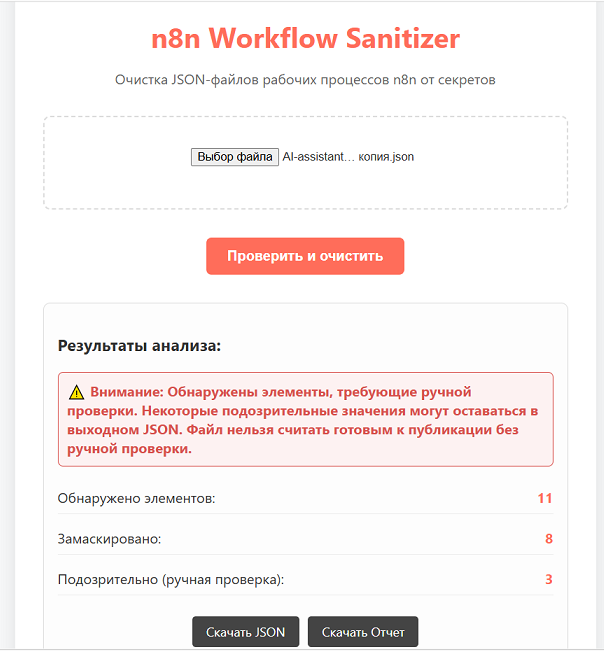 n8n Workflow Sanitizer
Очистка JSON-файлов рабочих процессов n8n от секретов
Выбор файла AI-assistant... копия.json
Проверить и очистить
Результаты анализа:
⚠️ Внимание: Обнаружены элементы, требующие ручной
проверки. Некоторые подозрительные значения могут оставаться в
выходном JSON. Файл нельзя считать готовым к публикации без
ручной проверки.
Обнаружено элементов: 11
Замаскировано: 8
Подозрительно (ручная проверка): 3
Скачать JSON Скачать Отчет